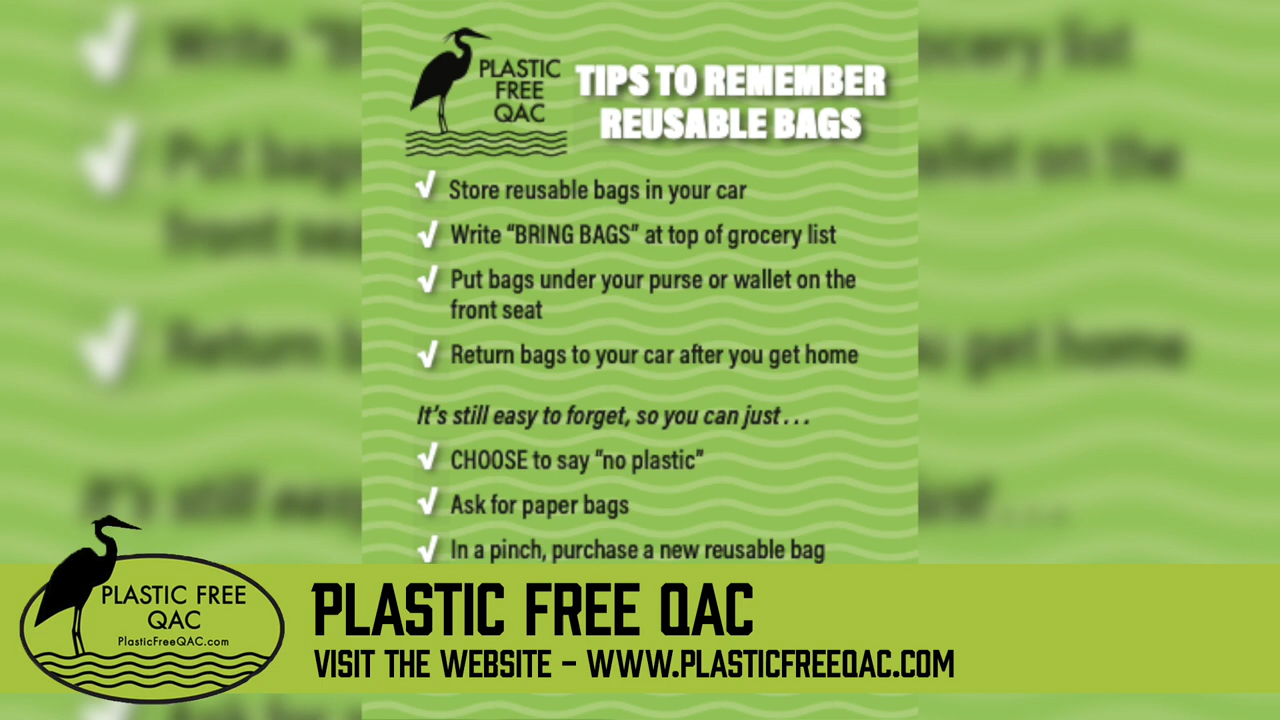 PLASTIC
FREE
QAC
TIPS TO REMEMBER
REUSABLE BAGS
Store reusable bags in your car
Write “BRING BAGS” at top of grocery list
Put bags under your purse or wallet on the
front seat
Return bags to your car after you get home
It’s still easy to forget, so you can just . . .
CHOOSE to say “no plastic”
Ask for paper bags
In a pinch, purchase a new reusable bag
PLASTIC FREE
QAC
PlasticFreeQAC.com
PLASTIC FREE QAC
VISIT THE WEBSITE - WWW.PLASTICFREEQAC.COM